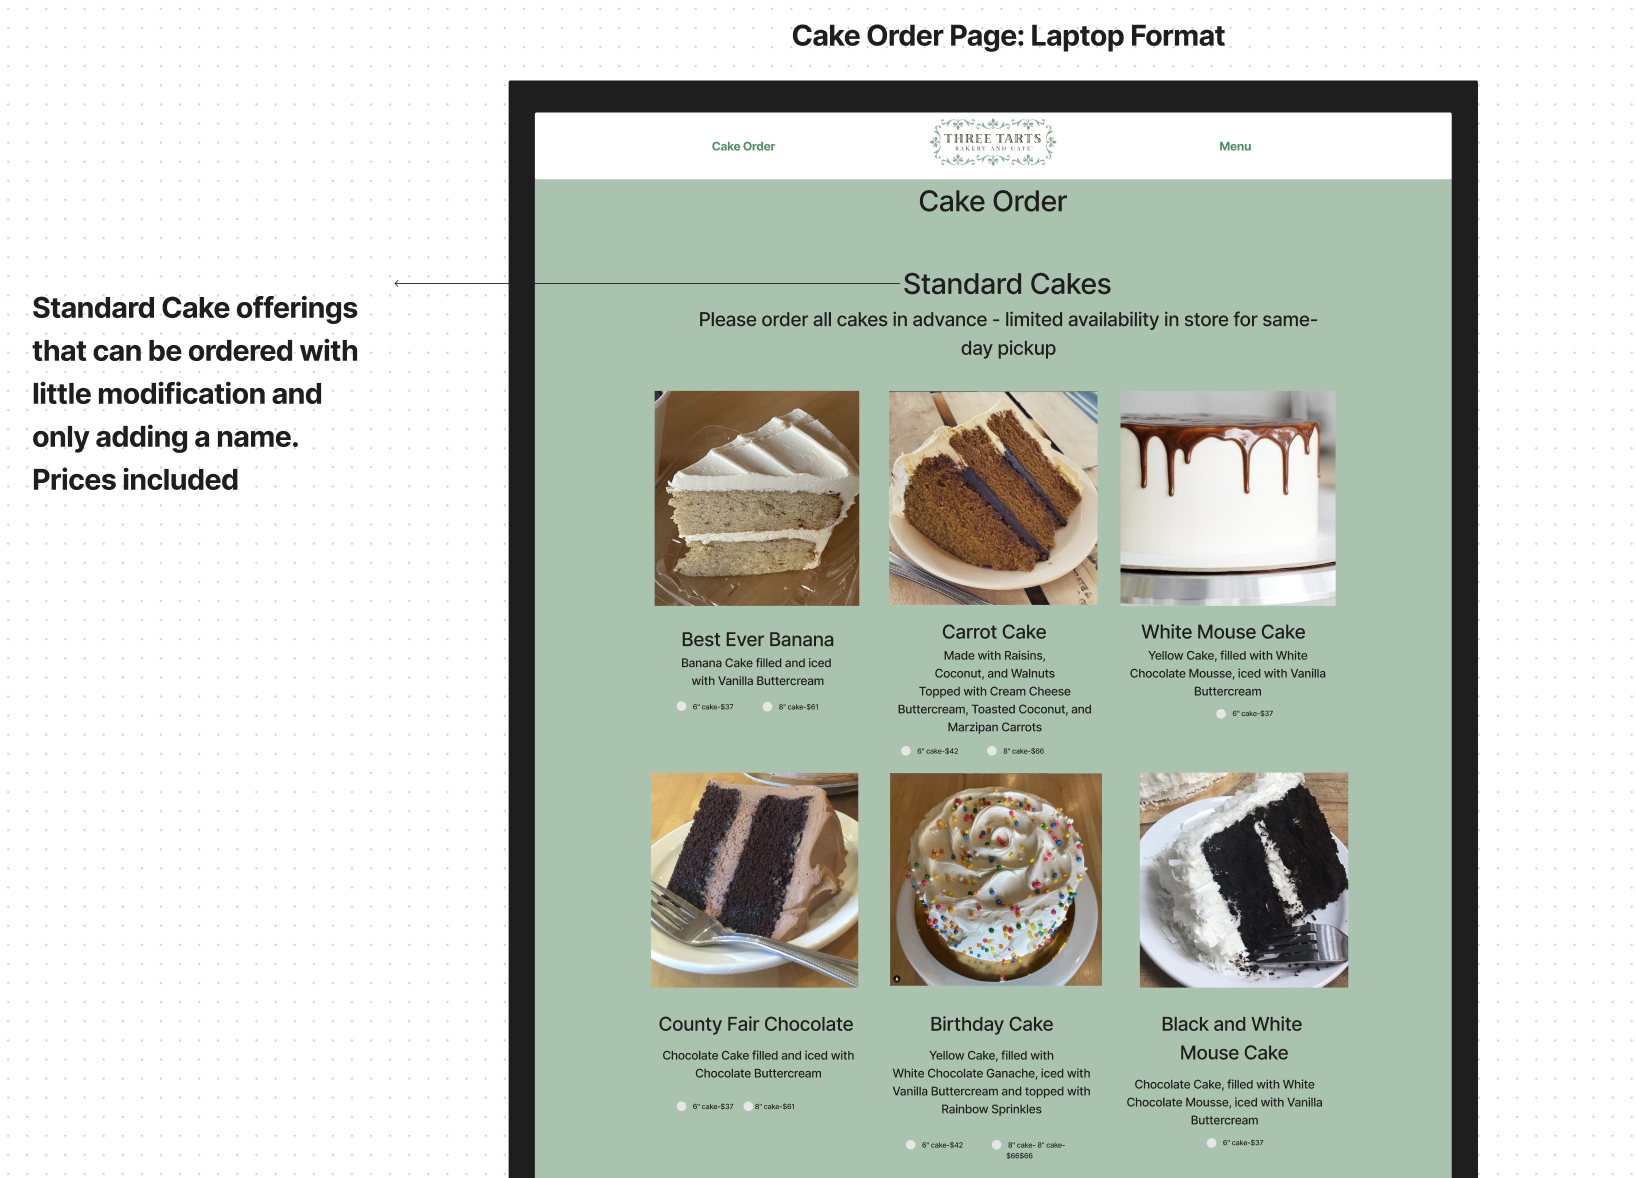 Cake Order Page: Laptop Format
Cake Order
THREE TARTS
BAKERY AND CAFE
Menu
Cake Order
Standard Cakes
Please order all cakes in advance - limited availability in store for same-
day pickup
Standard Cake offerings
that can be ordered with
little modification and
only adding a name.
Prices included
Best Ever Banana
Banana Cake filled and iced
with Vanilla Buttercream
6" cake-$37
8" cake-$61
Carrot Cake
Made with Raisins,
Coconut, and Walnuts
Topped with Cream Cheese
Buttercream, Toasted Coconut, and
Marzipan Carrots
6" cake-$42
8" cake-$66
White Mouse Cake
Yellow Cake, filled with White
Chocolate Mousse, iced with Vanilla
Buttercream
6" cake-$37
County Fair Chocolate
Chocolate Cake filled and iced with
Chocolate Buttercream
6" cake-$37
8" cake-$61
Birthday Cake
Yellow Cake, filled with
White Chocolate Ganache, iced with
Vanilla Buttercream and topped with
Rainbow Sprinkles
6" cake-$42
8" cake- 8" cake-
$66$66
Black and White
Mouse Cake
Chocolate Cake, filled with White
Chocolate Mousse, iced with Vanilla
Buttercream
6" cake-$37